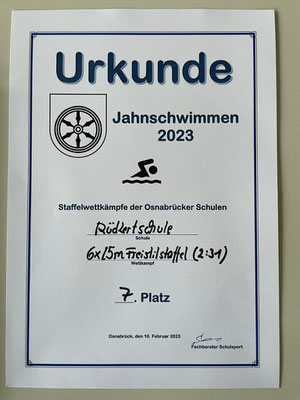 Urkunde
Jahnschwimmen
2023
Staffelwettkämpfe der Osnabrücker Schulen
Rückertschule
Schule
6x25m Freistilstaffel (2:31)
Wettkampf
7. Platz
Osnabrück, den 10. Februar 2023
Fachberater Schulsport